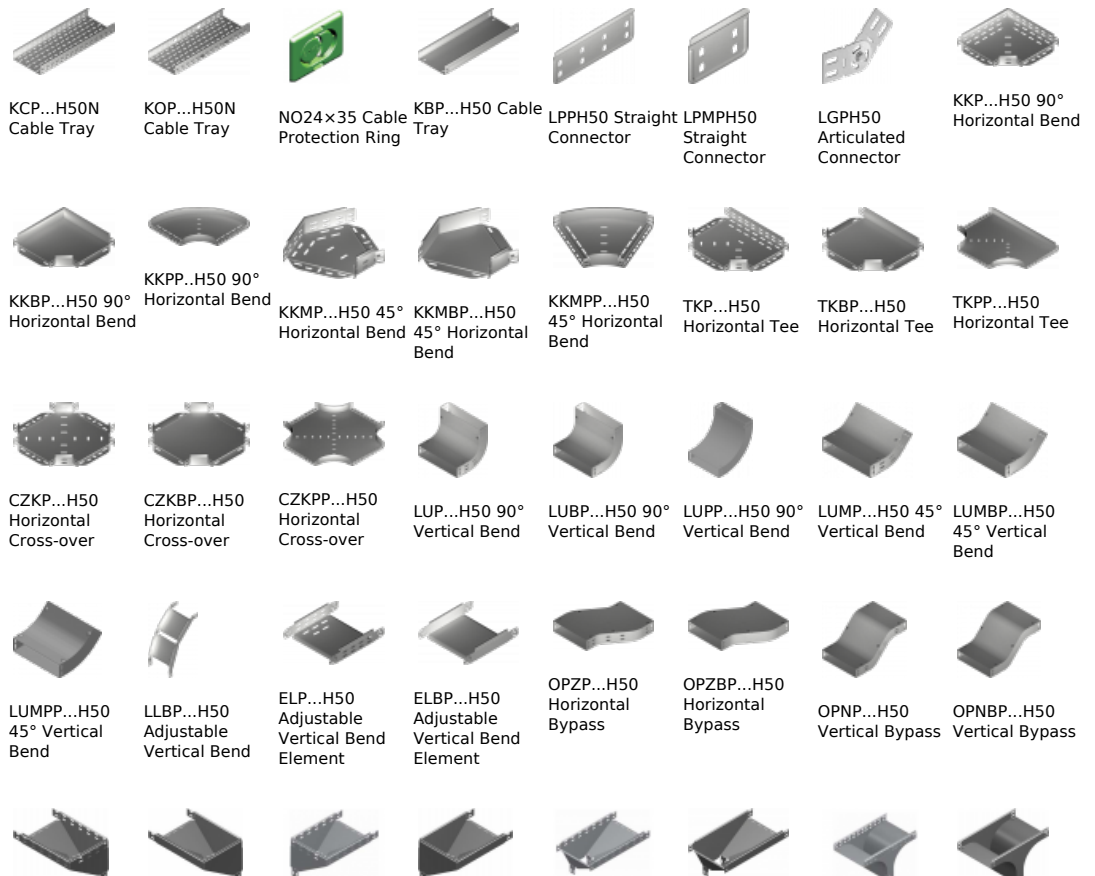 KCP...H50N
Cable Tray
KOP...H50N
Cable Tray
NO24×35 Cable
Protection Ring
KBP...H50 Cable
Tray
LPPH50 Straight
Connector
LPMPH50
Straight
Connector
LGPH50
Articulated
Connector
KKP...H50 90°
Horizontal Bend
KKBP...H50 90°
Horizontal Bend
KKPP..H50 90°
Horizontal Bend
KKMP...H50 45°
Horizontal Bend
KKMBP...H50
45° Horizontal
Bend
KKMPP...H50
45° Horizontal
Bend
TKP...H50
Horizontal Tee
TKBP...H50
Horizontal Tee
TKPP...H50
Horizontal Tee
CZKP...H50
Horizontal
Cross-over
CZKBP...H50
Horizontal
Cross-over
CZKPP...H50
Horizontal
Cross-over
LUP...H50 90°
Vertical Bend
LUBP...H50 90°
Vertical Bend
LUPP...H50 90°
Vertical Bend
LUMP...H50 45°
Vertical Bend
LUMBP...H50
45° Vertical
Bend
LUMPP...H50
45° Vertical
Bend
LLBP...H50
Adjustable
Vertical Bend
ELP...H50
Adjustable
Vertical Bend
Element
ELBP...H50
Adjustable
Vertical Bend
Element
OPZP...H50
Horizontal
Bypass
OPZBP...H50
Horizontal
Bypass
OPNP...H50
Vertical Bypass
OPNBP...H50
Vertical Bypass